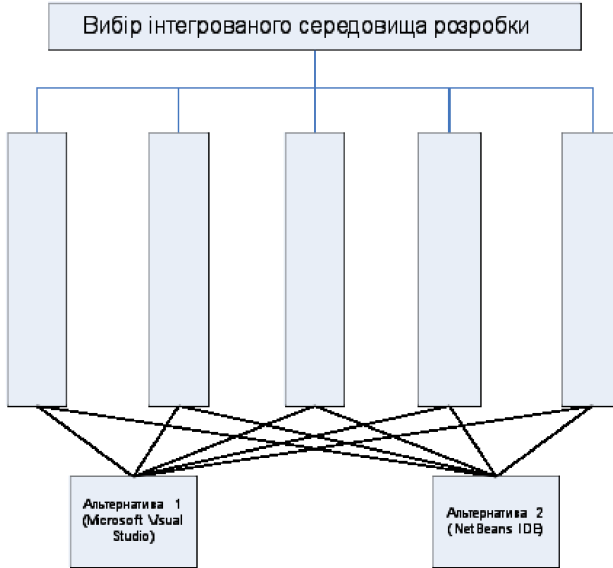 Вибір інтегрованого середовища розробки
Альтернатива 1
(Microsoft Visual
Studio)
Альтернатива 2
(NetBeans IDE)